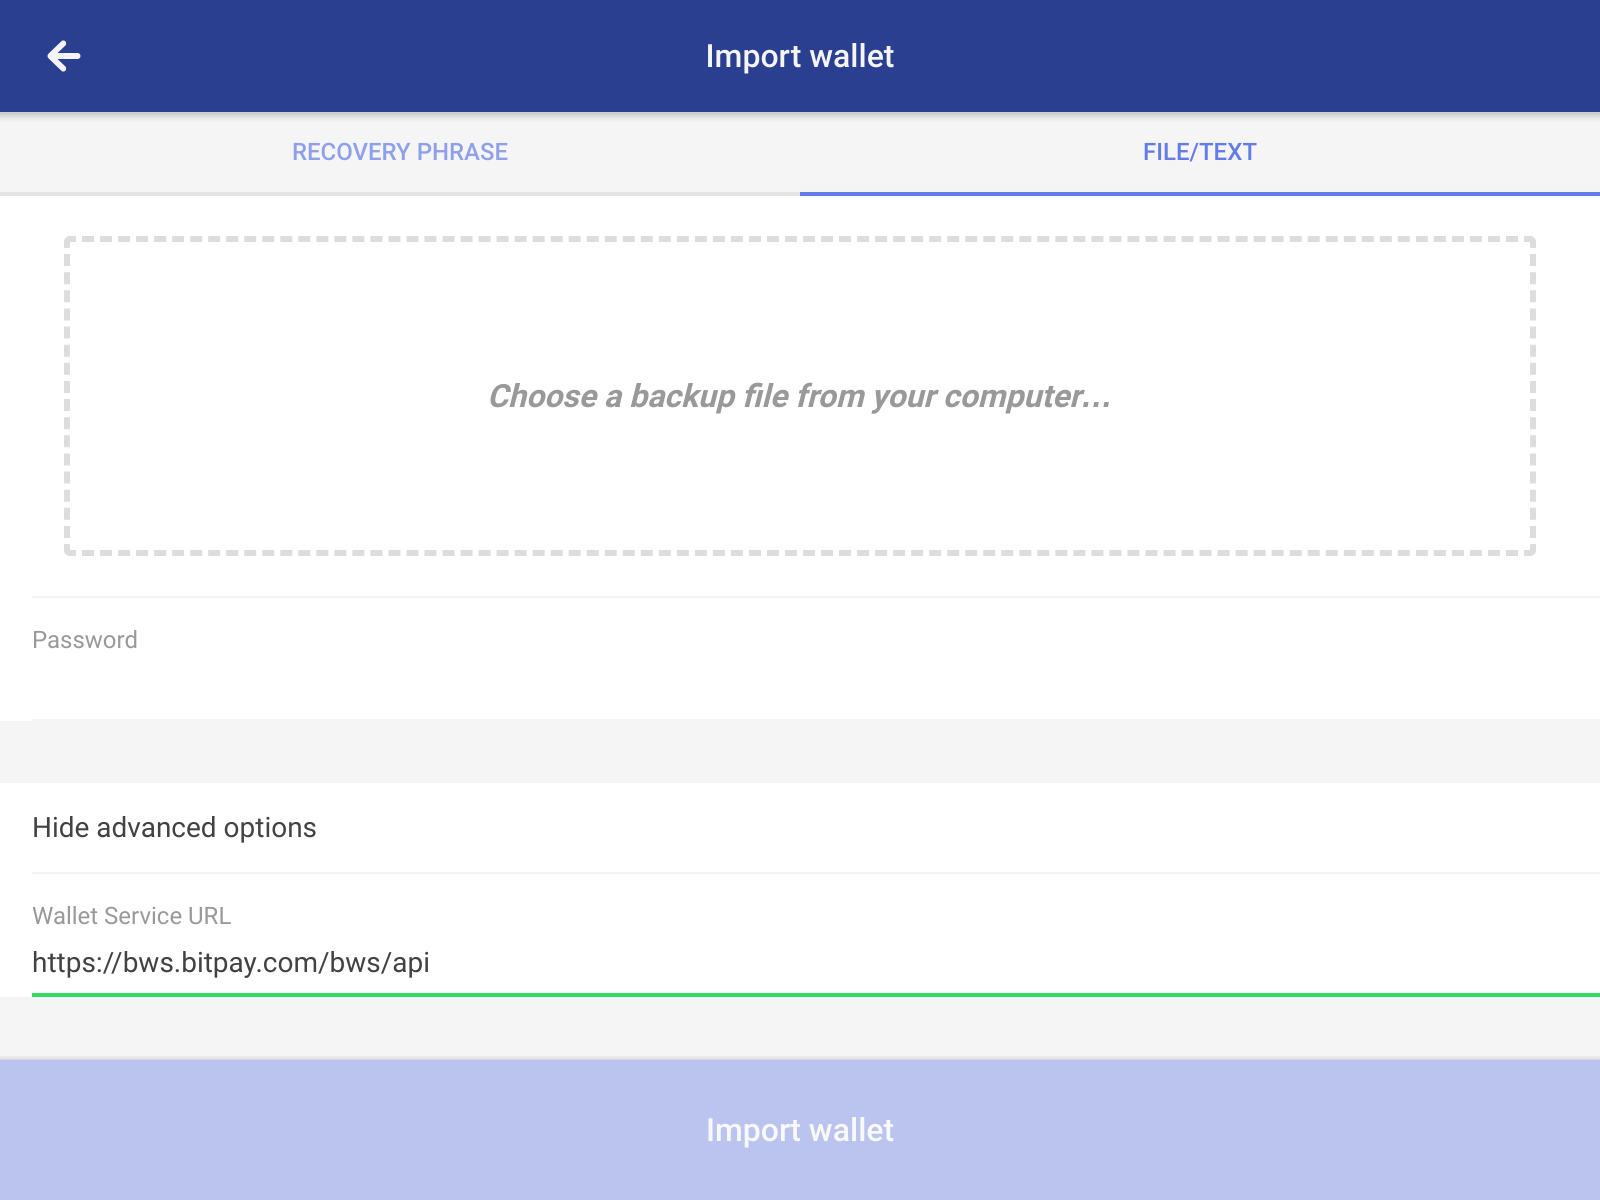 Import wallet
RECOVERY PHRASE
FILE/TEXT
Choose a backup file from your computer...
Password
Hide advanced options
Wallet Service URL
https://bws.bitpay.com/bws/api
Import wallet